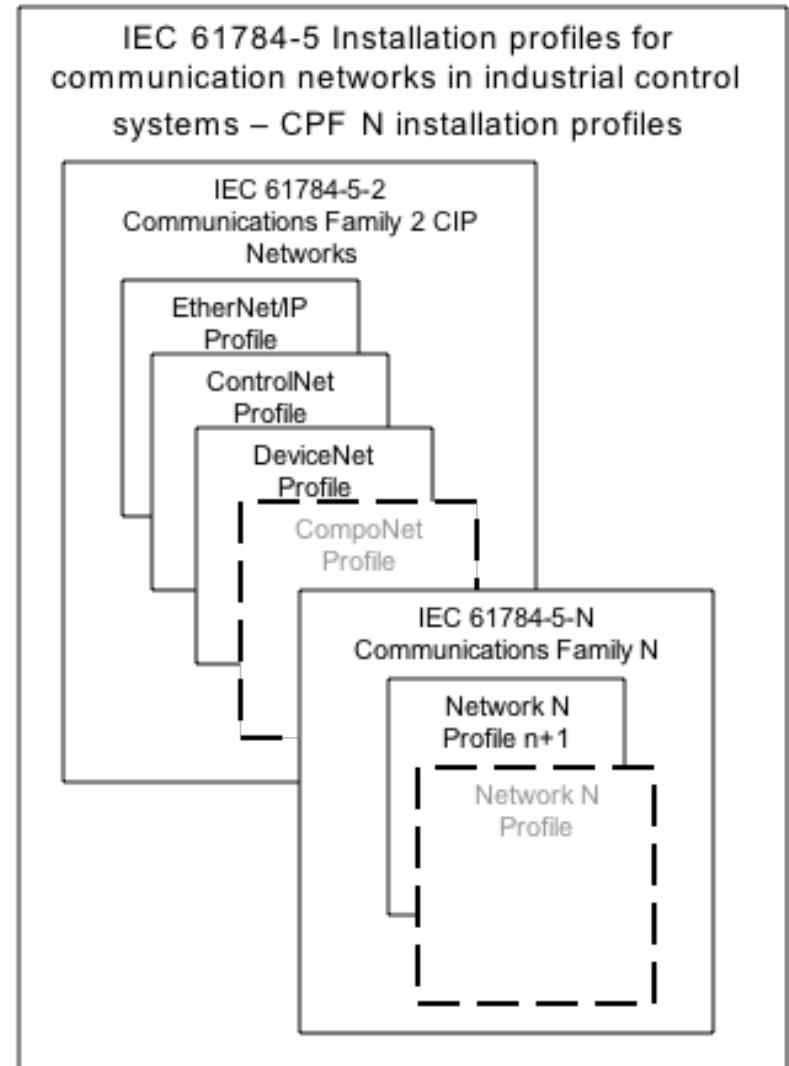 IEC 61784-5 Installation profiles for
communication networks in industrial control
systems – CPF N installation profiles
IEC 61784-5-2
Communications Family 2 CIP
Networks
EtherNet/IP
Profile
ControlNet
Profile
DeviceNet
Profile
CompoNet
Profile
IEC 61784-5-N
Communications Family N
Network N
Profile n+1
Network N
Profile